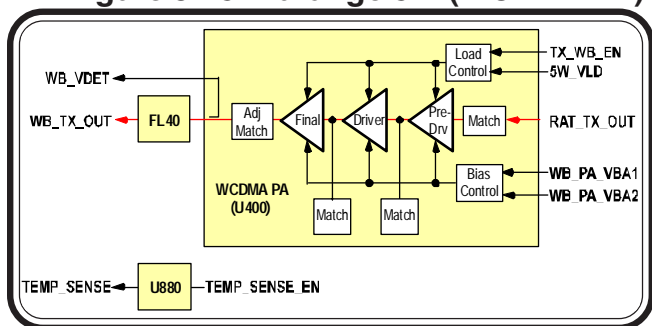 Load
Control
TX_WB_EN
5W_VLD
WB_VDET
WB_TX_OUT
FL40
Adj
Match
Final
Driver
Pre-
Drv
Match
RAT_TX_OUT
WCDMA PA
(U400)
Match
Match
Bias
Control
WB_PA_VBA1
WB_PA_VBA2
TEMP_SENSE
U880
TEMP_SENSE_EN